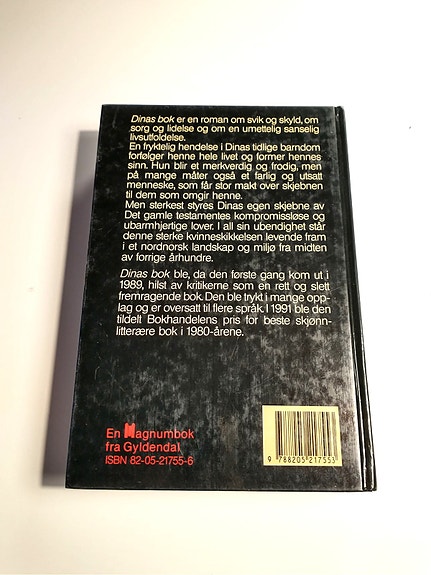 Dinas bok er en roman om svik og skyld, om
sorg og lidelse og om en umettelig sanselig
livsutfoldelse.
En fryktelig hendelse i Dinas tidlige barndom
forfølger henne hele livet og former hennes
sinn. Hun blir et merkverdig og frodig, men
på mange måter også et farlig og utsatt
menneske, som får stor makt over skjebnen
til dem som omgir henne.
Men sterkest styres Dinas egen skjebne av
Det gamle testamentes kompromissløse og
ubarmhjertige lover. I all sin ubendighet står
denne sterke kvinneskikkelsen levende fram
i et nordnorsk landskap og miljø fra midten
av forrige århundre.
Dinas bok ble, da den første gang kom ut i
1989, hilst av kritikerne som en rett og slett
fremragende bok. Den ble trykt i mange opp-
lag og er oversatt til flere språk. I 1991 ble den
tildelt Bokhandelens pris for beste skjønn-
litterære bok i 1980-årene.
En Magnumbok
fra Gyldendal
ISBN 82-05-21755-6
9 788205 217553